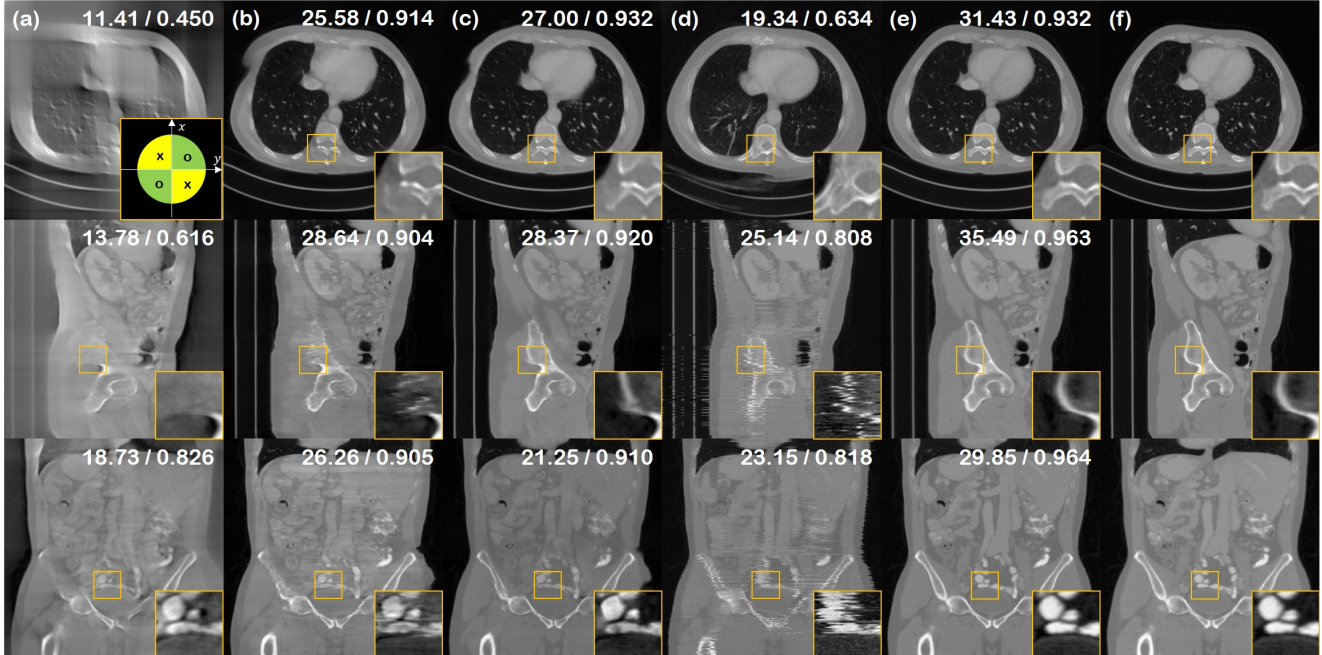 (a) 11.41 / 0.450 (b) 25.58 / 0.914 (c) 27.00 / 0.932 (d) 19.34 / 0.634 (e) 31.43 / 0.932 (f)
x
x o y
o x
13.78 / 0.616 28.64 / 0.904 28.37 / 0.920 25.14 / 0.808 35.49 / 0.963
18.73 / 0.826 26.26 / 0.905 21.25 / 0.910 23.15 / 0.818 29.85 / 0.964